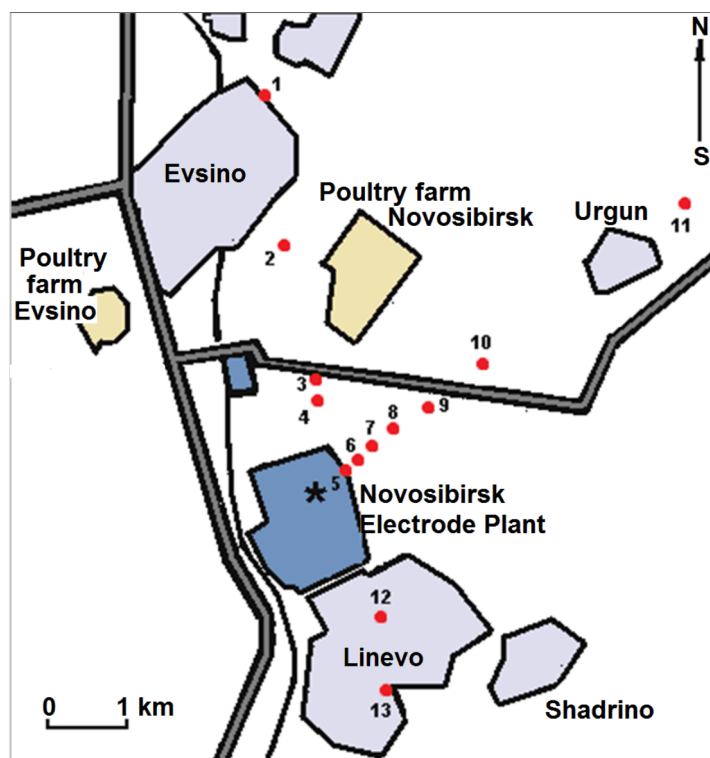 N
S
1
Evsino
Poultry farm
Novosibirsk
Urgun
11
2
Poultry
farm
Evsino
10
3
4
9
8
7
6
5
*
Novosibirsk
Electrode Plant
12
Linevo
13
Shadrino
0 1 km